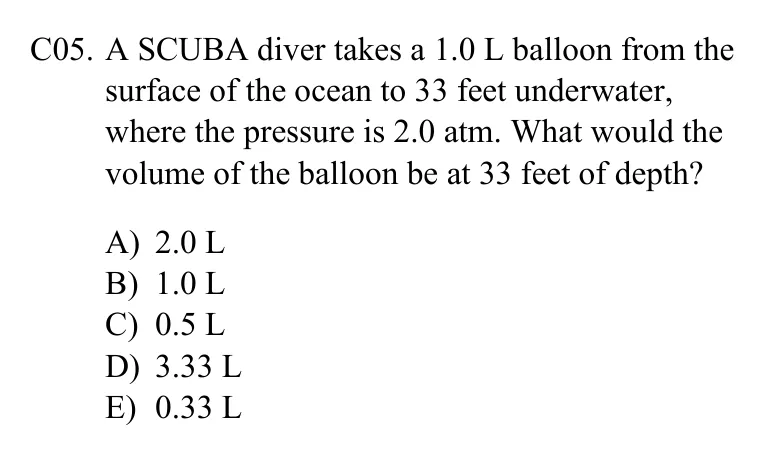 C05. A SCUBA diver takes a 1.0 L balloon from the
surface of the ocean to 33 feet underwater,
where the pressure is 2.0 atm. What would the
volume of the balloon be at 33 feet of depth?
A) 2.0 L
B) 1.0 L
C) 0.5 L
D) 3.33 L
E) 0.33 L